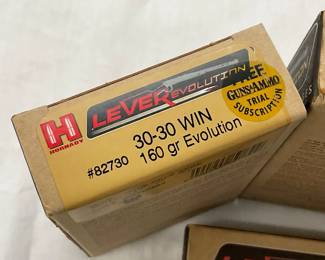 LEVERevolution
H
HORNADY
30-30 WIN
#82730 160 gr Evolution
FREE
GUNS&AMMO
TRIAL
SUBSCRIPTION